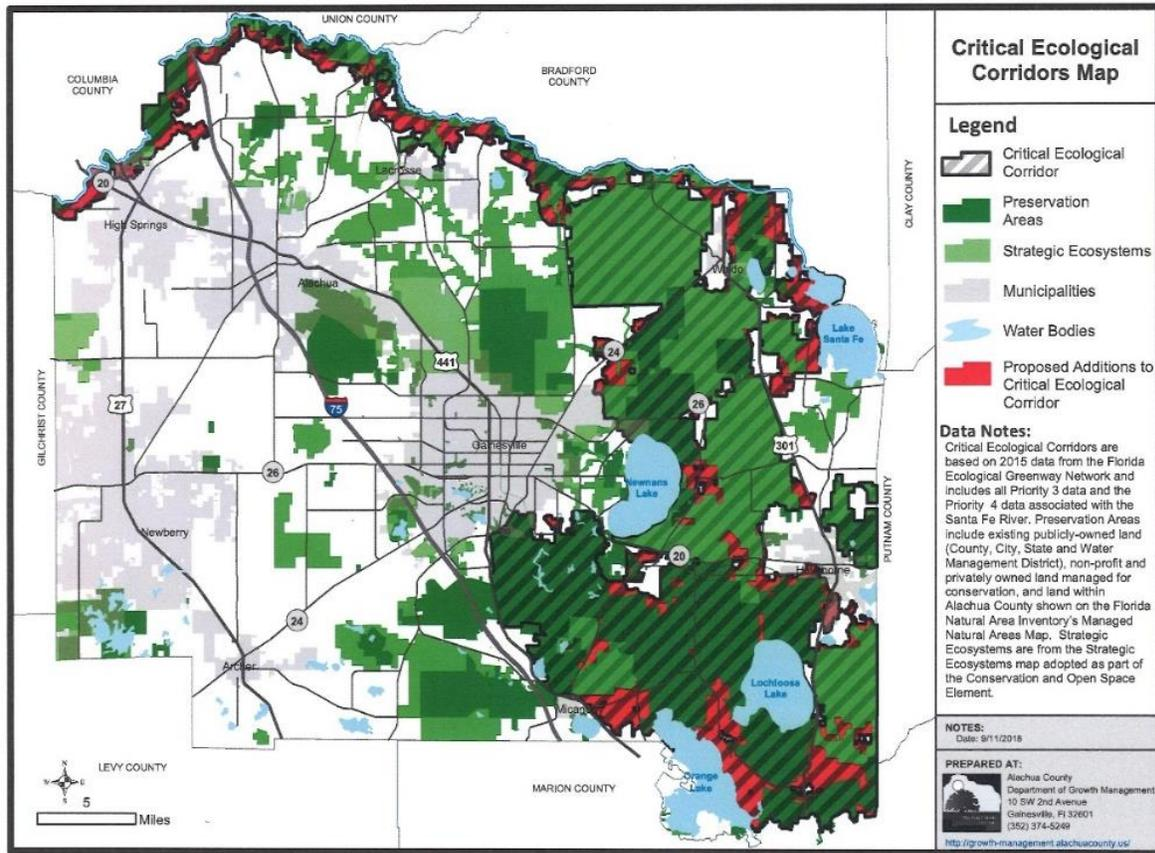 UNION COUNTY
COLUMBIA
COUNTY
BRADFORD
COUNTY
CLAY COUNTY
GILCHRIST COUNTY
PUTNAM COUNTY
LEVY COUNTY
MARION COUNTY
20
High Springs
Lacrosse
Alachua
Waldo
Lake
Santa Fe
24
441
27
75
26
301
Gainesville
26
Newnans
Lake
Newberry
20
24
Archer
Micanopy
Lochloosa
Lake
Orange
Lake
N
W
E
S
5
Miles
Critical Ecological
Corridors Map
Legend
Critical Ecological
Corridor
Preservation
Areas
Strategic Ecosystems
Municipalities
Water Bodies
Proposed Additions to
Critical Ecological
Corridor
Data Notes:
Critical Ecological Corridors are
based on 2015 data from the Florida
Ecological Greenway Network and
includes all Priority 3 data and the
Priority 4 data associated with the
Santa Fe River. Preservation Areas
include existing publicly-owned land
(County, City, State and Water
Management District), non-profit and
privately owned land managed for
conservation, and land within
Alachua County shown on the Florida
Natural Area Inventory's Managed
Natural Areas Map. Strategic
Ecosystems are from the Strategic
Ecosystems map adopted as part of
the Conservation and Open Space
Element.
NOTES:
Date: 9/11/2018
PREPARED AT:
Alachua County
Department of Growth Management
10 SW 2nd Avenue
Gainesville, Fl 32601
(352) 374-5249
http://growth-management.alachuacounty.us/